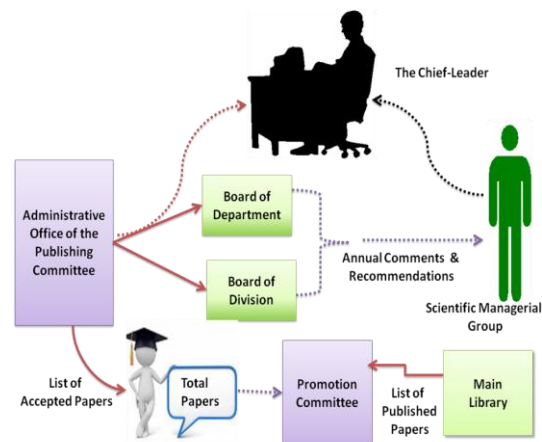 The Chief-Leader
Administrative
Office of the
Publishing
Committee
Board of
Department
Board of
Division
Annual Comments &
Recommendations
Scientific Managerial
Group
List of
Accepted Papers
Total
Papers
Promotion
Committee
List of
Published
Papers
Main
Library